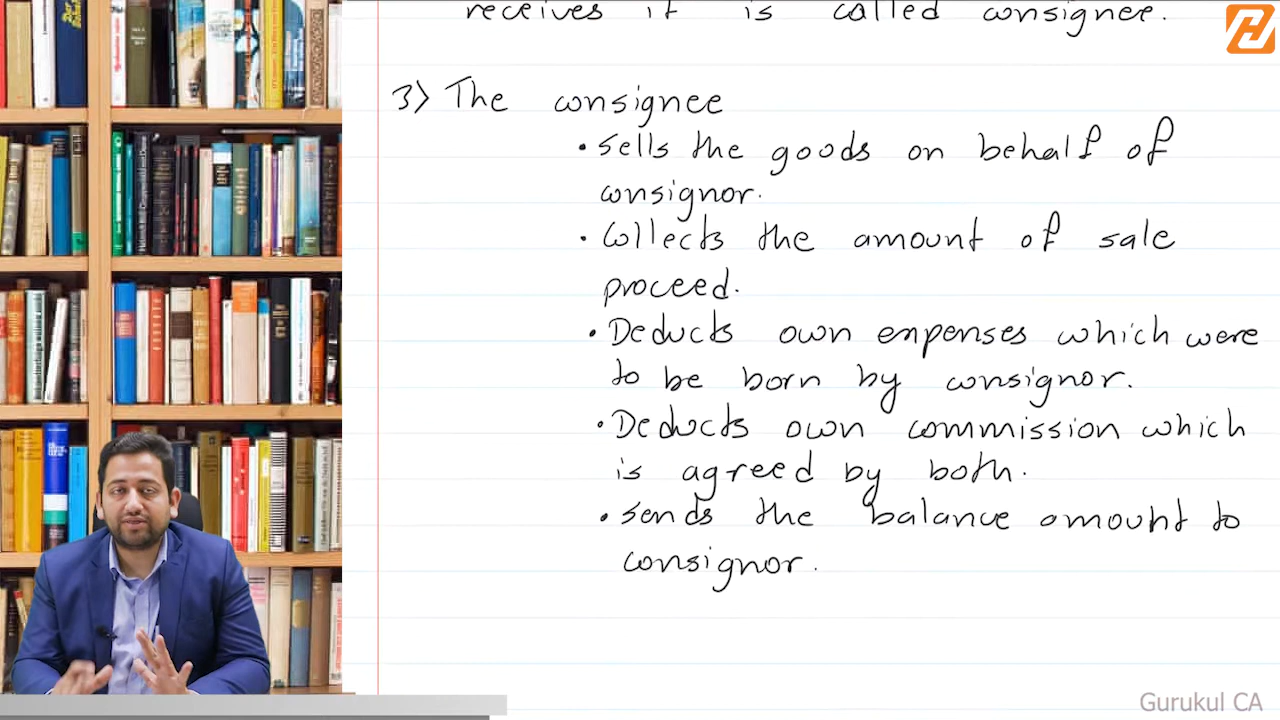 receives it is called consignee.
3) The consignee
• Sells the goods on behalf of
consignor.
• Collects the amount of sale
proceed.
• Deducts own expenses which were
to be born by consignor.
• Deducts own commission which
is agreed by both.
• Sends the balance amount to
consignor.
Gurukul CA